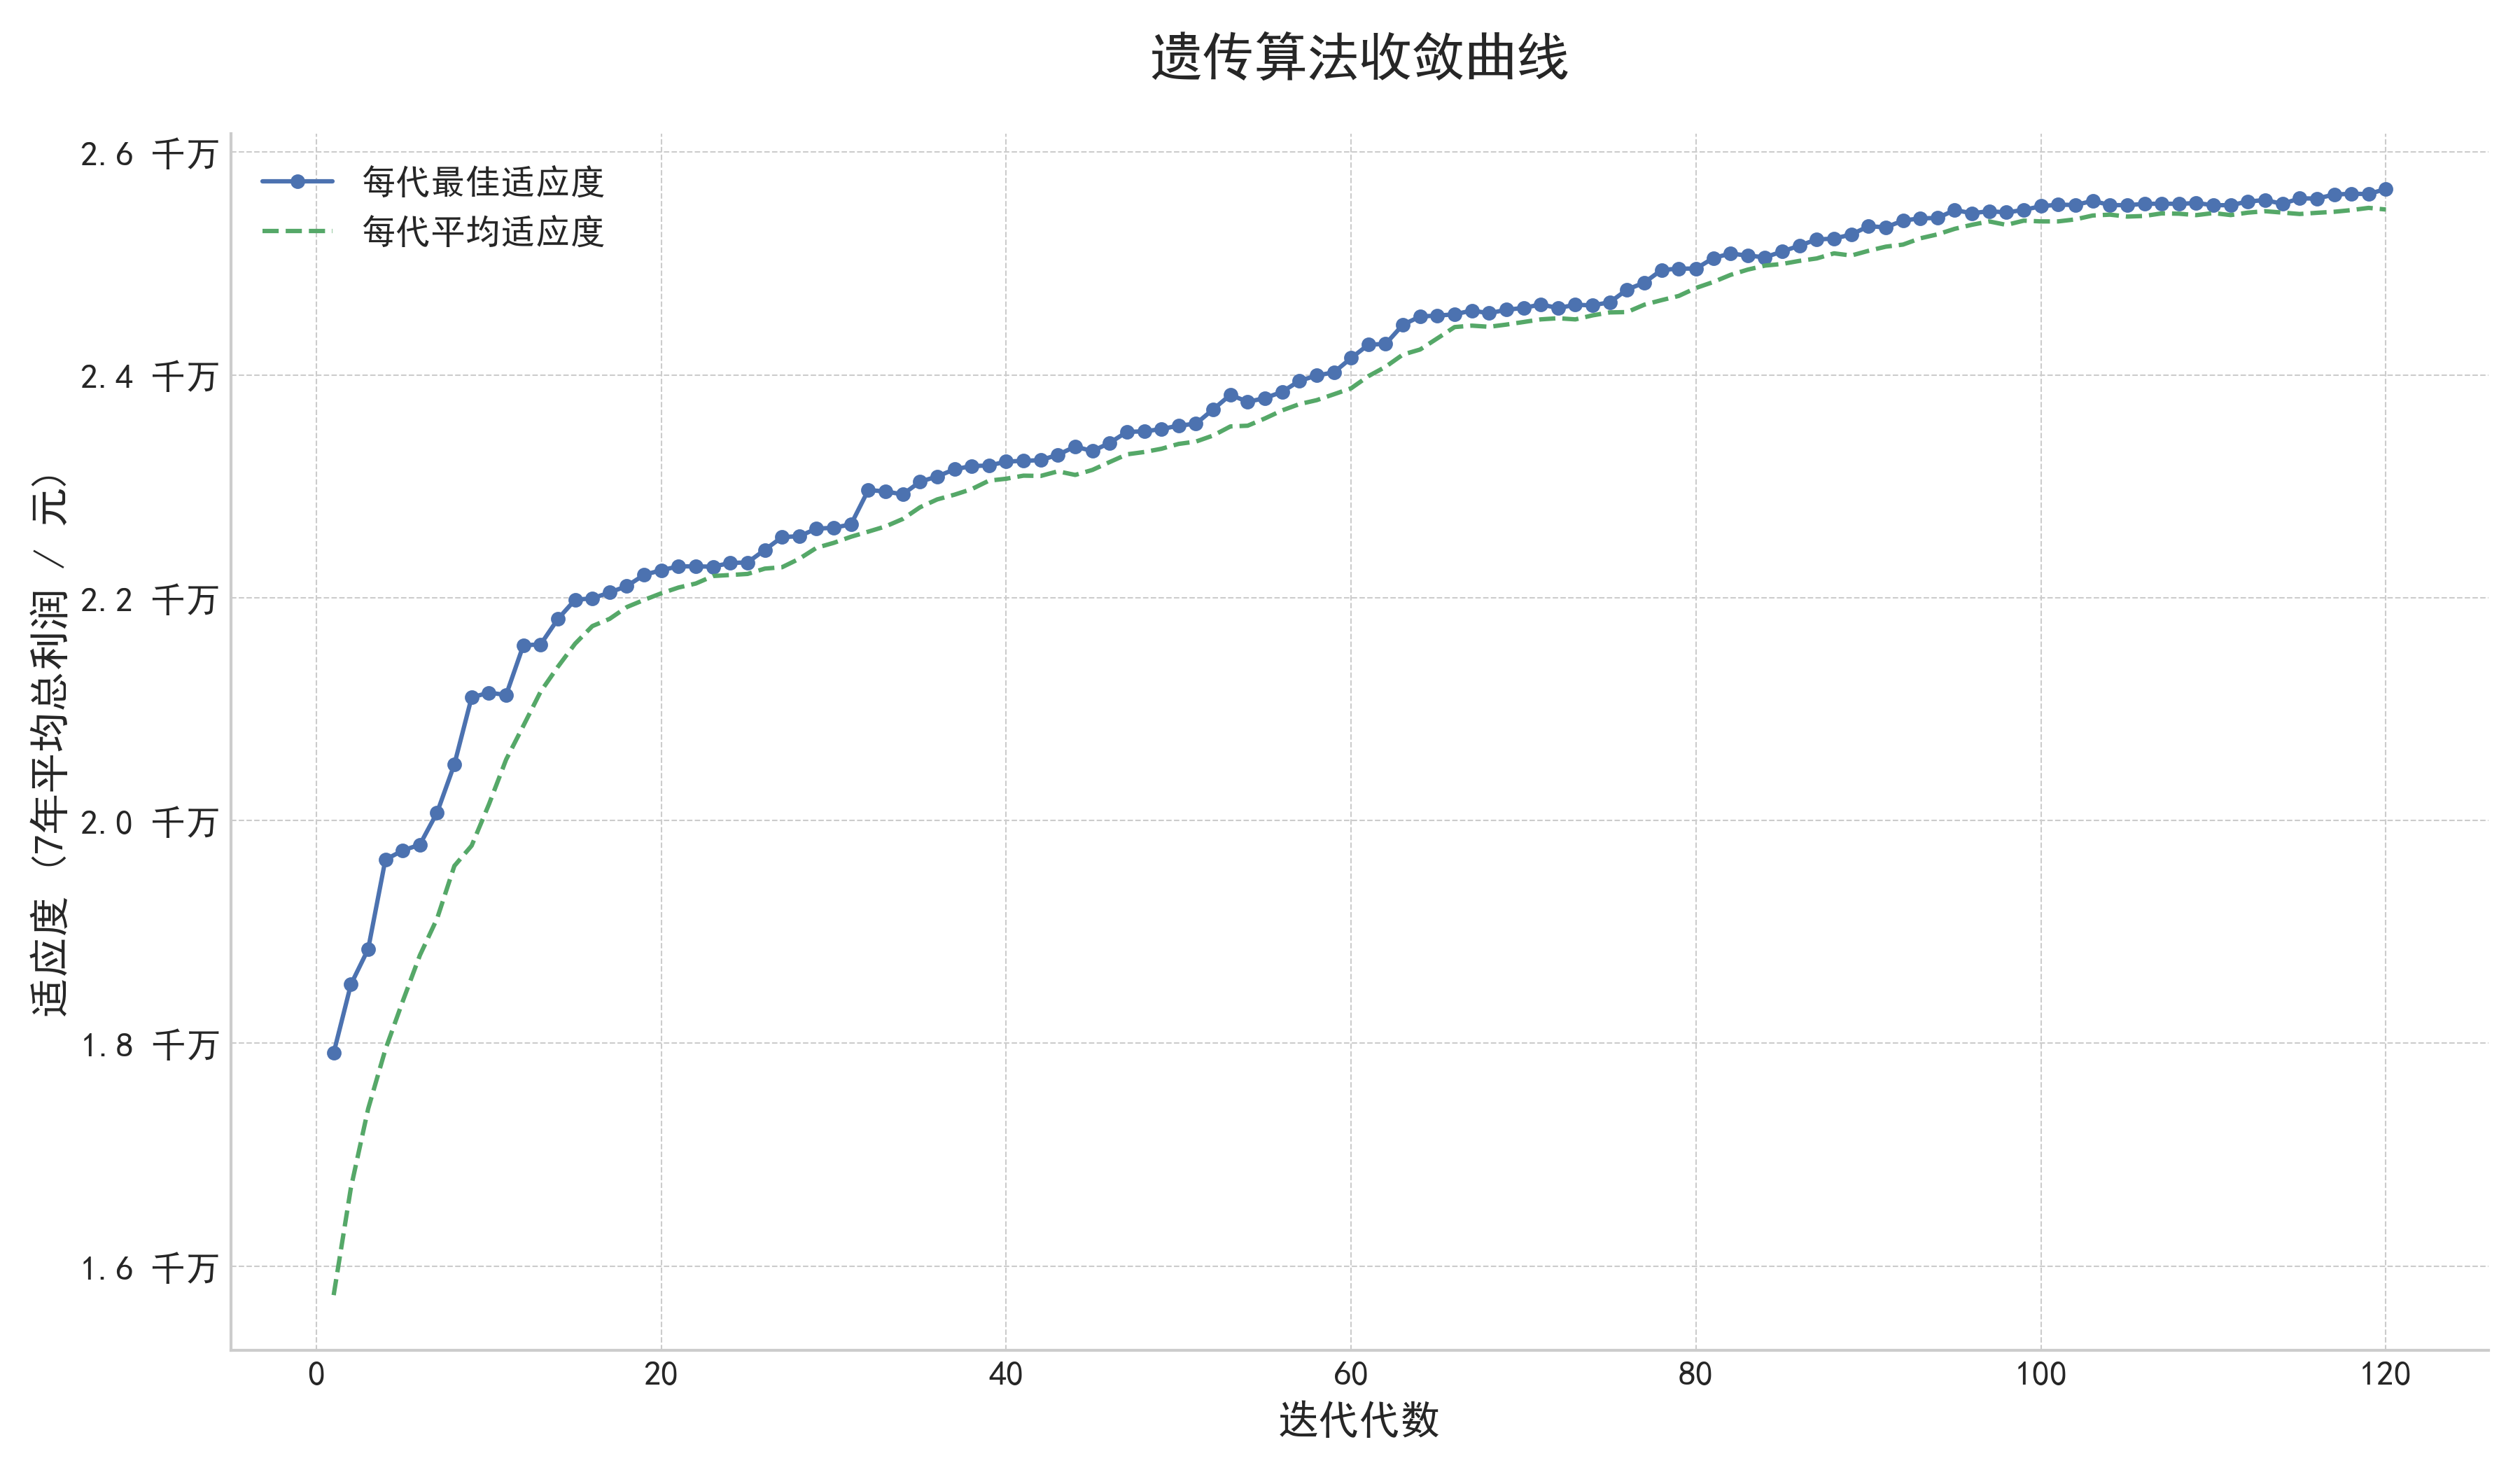 遗传算法收敛曲线
每代最佳适应度
每代平均适应度
适应度 (7年平均总利润 / 元)
2.6 千万
2.4 千万
2.2 千万
2.0 千万
1.8 千万
1.6 千万
0 20 40 60 80 100 120
迭代代数